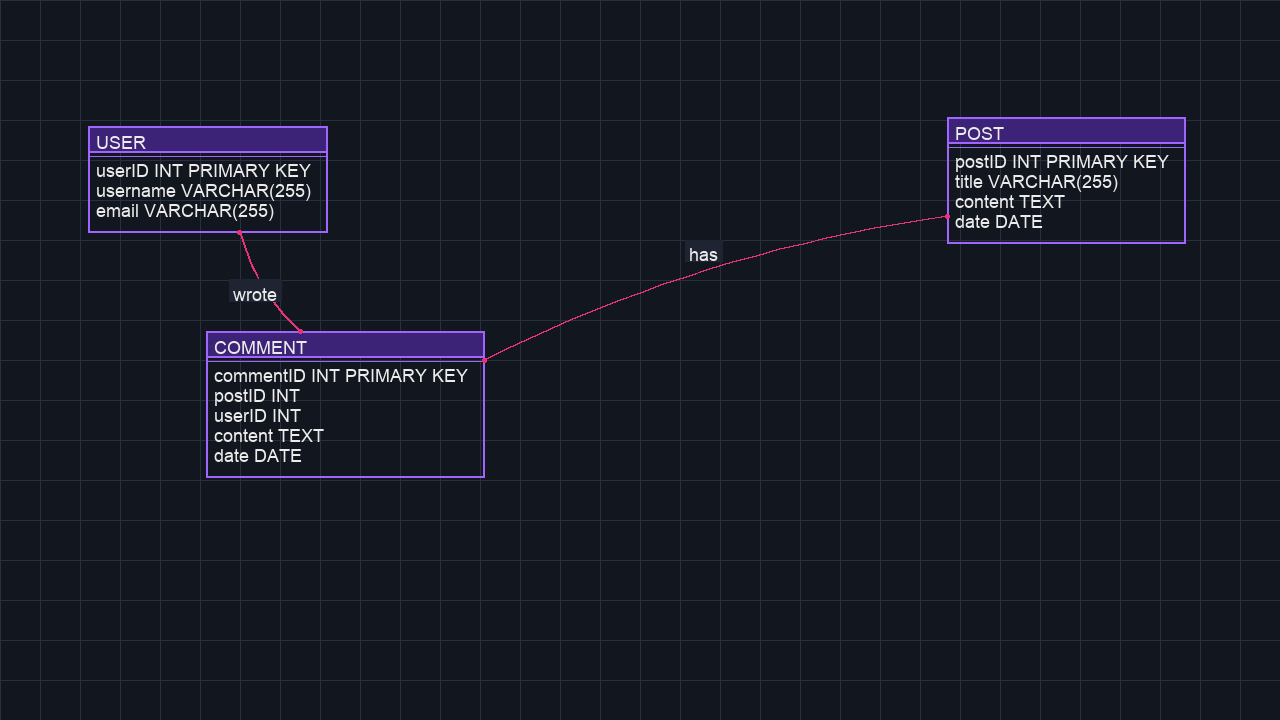 USER
userID INT PRIMARY KEY
username VARCHAR(255)
email VARCHAR(255)
wrote
COMMENT
commentID INT PRIMARY KEY
postID INT
userID INT
content TEXT
date DATE
has
POST
postID INT PRIMARY KEY
title VARCHAR(255)
content TEXT
date DATE